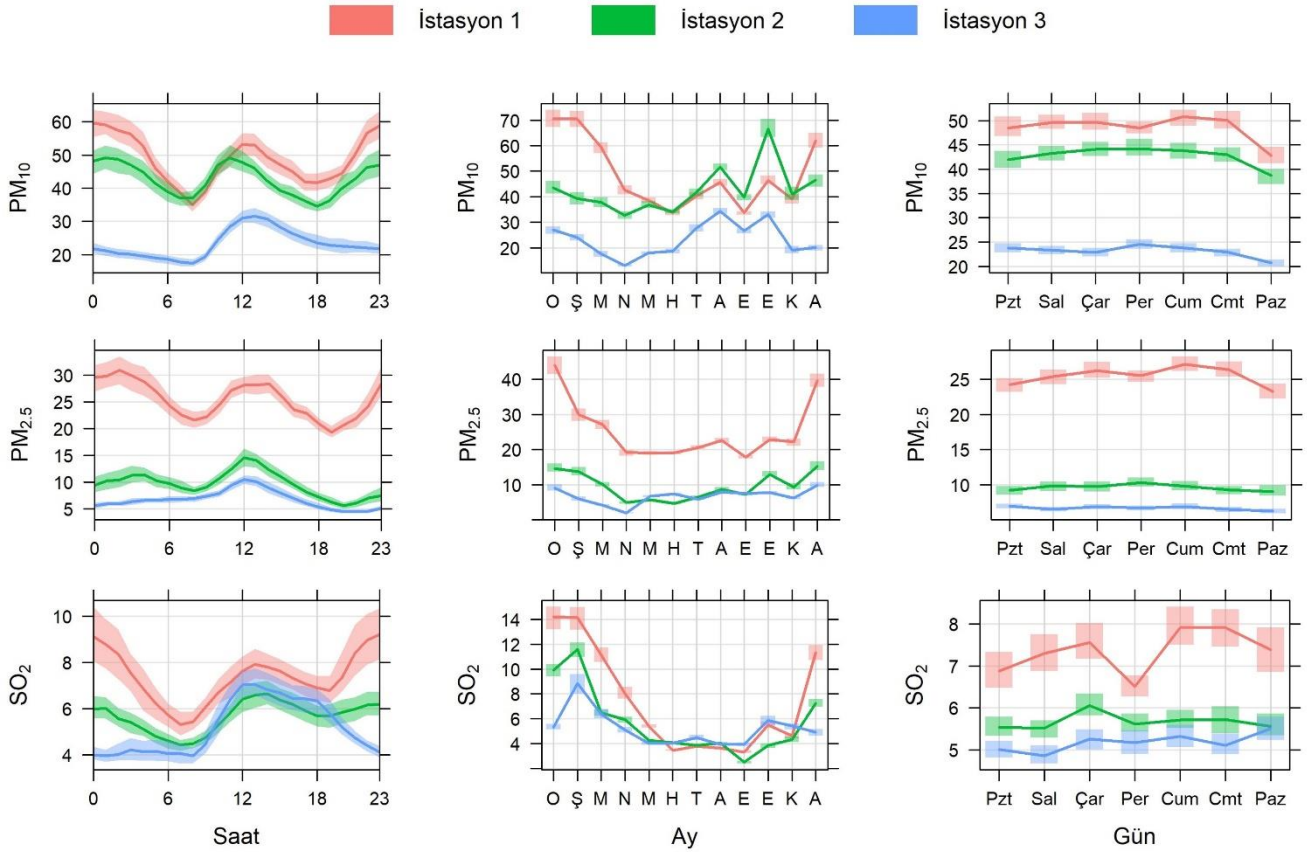 İstasyon 1 İstasyon 2 İstasyon 3
PM10
60
50
40
30
20
0 6 12 18 23
PM10
70
60
50
40
30
20
O Ş M N M H T A E E K A
PM10
50
45
40
35
30
25
20
Pzt Sal Çar Per Cum Cmt Paz
PM2.5
30
25
20
15
10
5
0 6 12 18 23
PM2.5
40
30
20
10
O Ş M N M H T A E E K A
PM2.5
25
20
15
10
Pzt Sal Çar Per Cum Cmt Paz
SO2
10
8
6
4
0 6 12 18 23
Saat
SO2
14
12
10
8
6
4
O Ş M N M H T A E E K A
Ay
SO2
8
7
6
5
Pzt Sal Çar Per Cum Cmt Paz
Gün